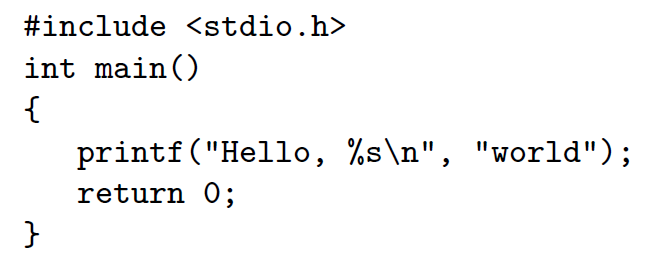 #include <stdio.h>
int main()
{
   printf("Hello, %s\n", "world");
   return 0;
}